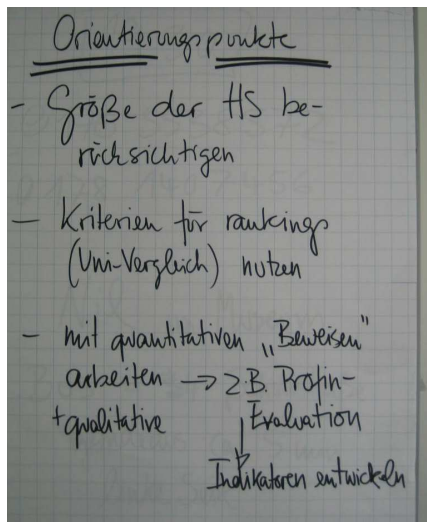 Orientierungspunkte
- Größe der HS be-
rücksichtigen
- Kriterien für rankings
(Uni-Vergleich) nutzen
- mit quantitativen „Beweisen"
arbeiten → z.B. Profin-
+qualitative Evaluation
↓
Indikatoren entwickeln